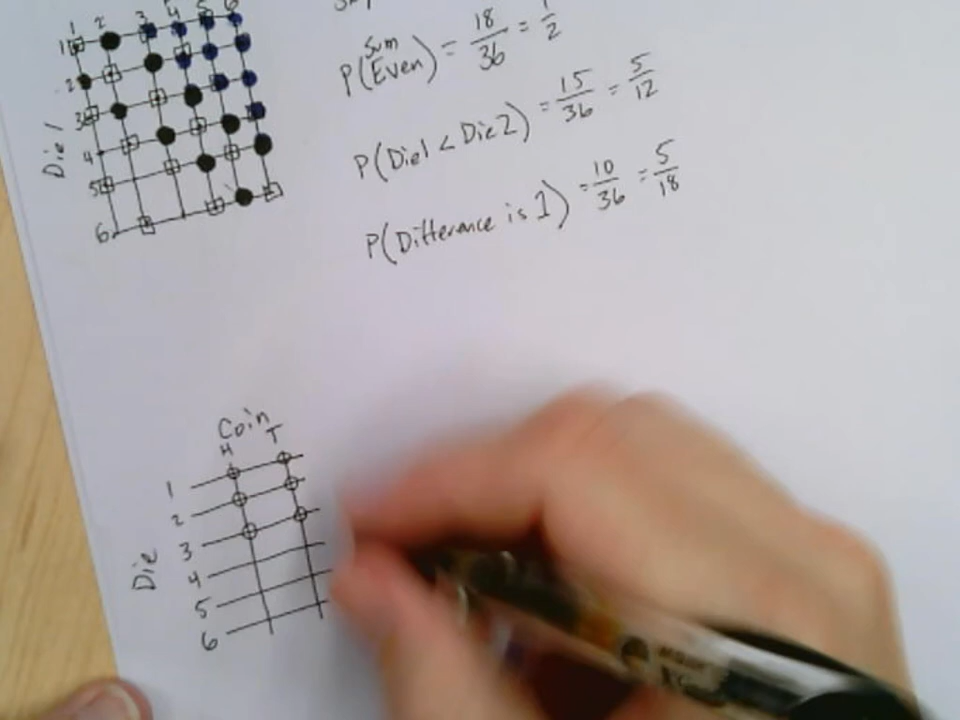 1 2 3 4 5 6
1
2
3
4
5
6
Die 1
P(Sum Even) = 18/36 = 1/2
P(Die1 < Die2) = 15/36 = 5/12
P(Difference is 1) = 10/36 = 5/18
Coin
H T
1
2
3
4
5
6
Die